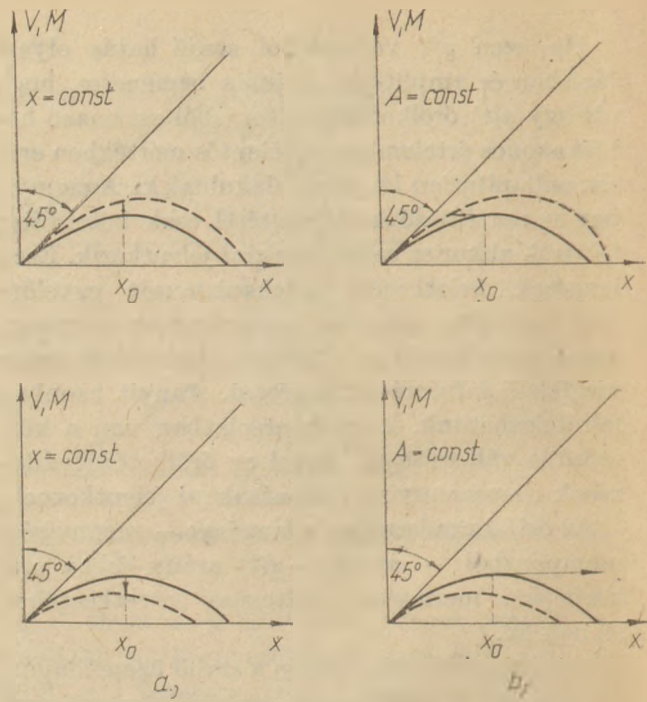 V, M
x = const
45°
x₀
x
V, M
A = const
45°
x₀
x
V, M
x = const
45°
x₀
x
a.)
V, M
A = const
45°
x₀
x